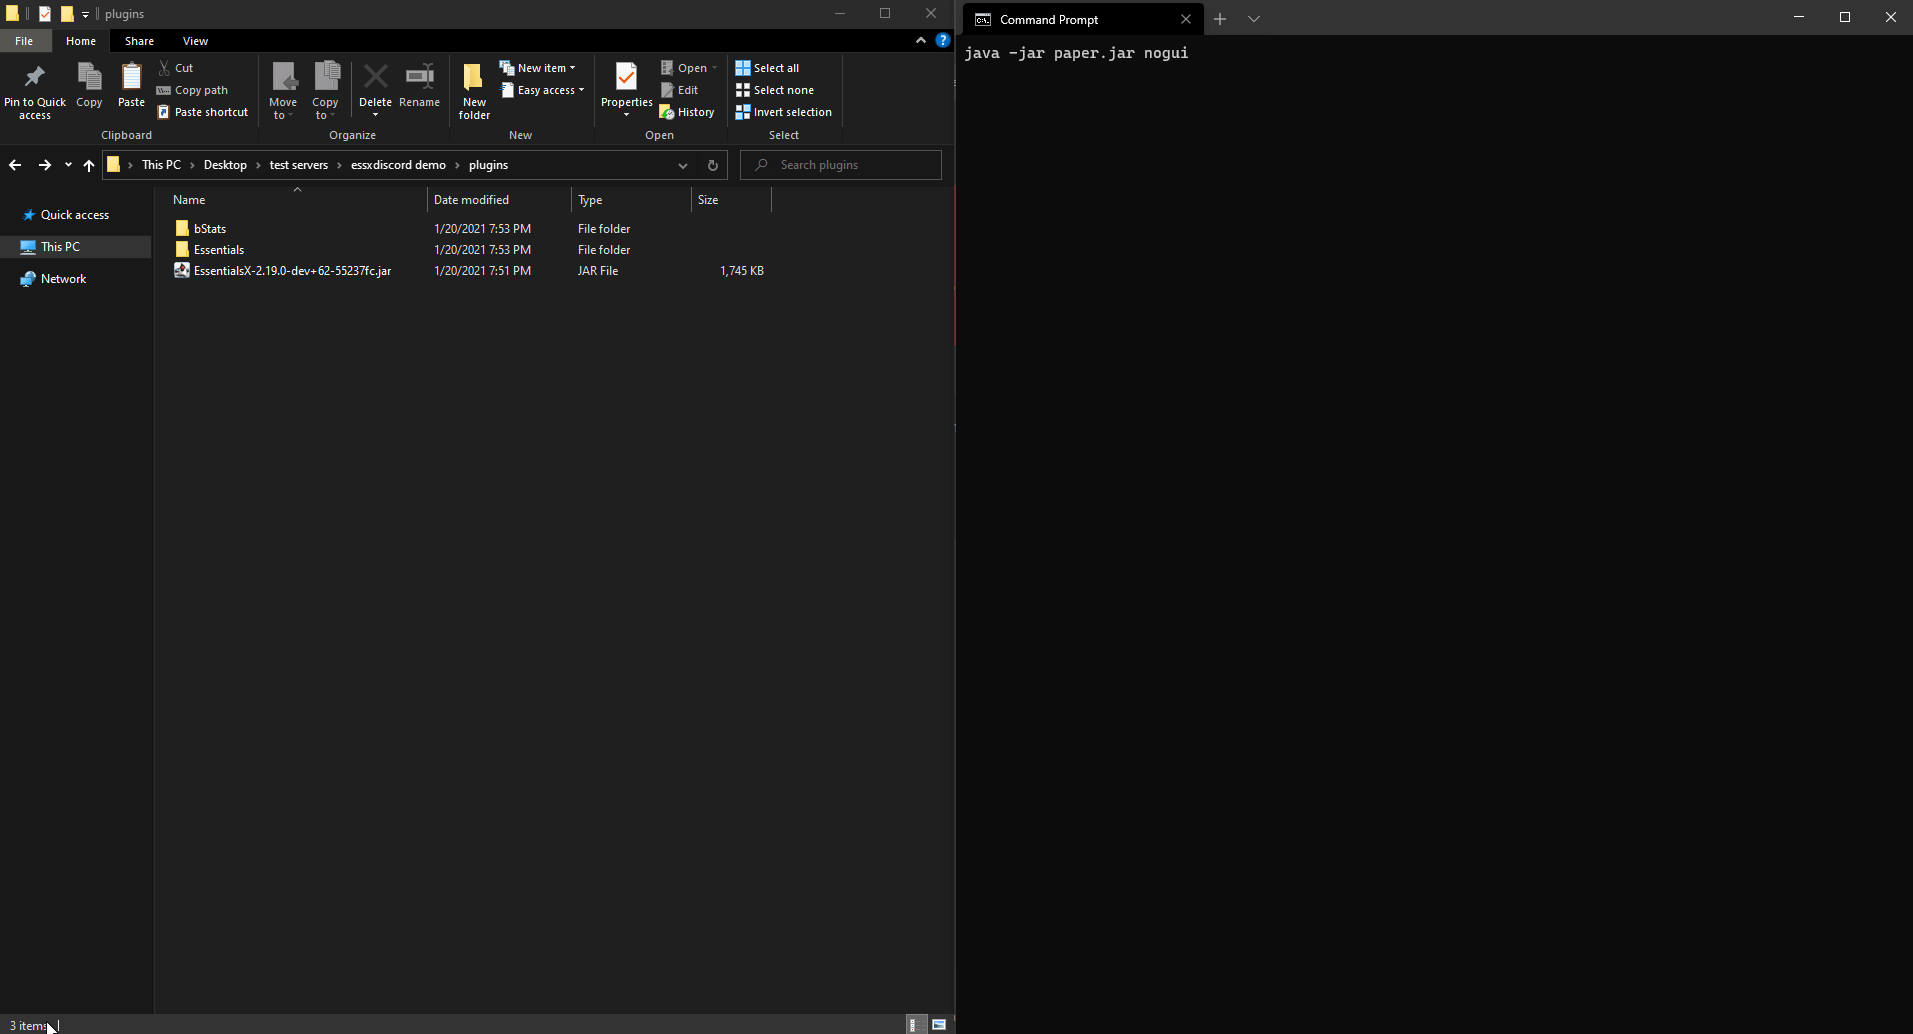 plugins
File Home Share View
Pin to Quick access
Copy
Paste
Cut
Copy path
Paste shortcut
Clipboard
Move to
Copy to
Delete
Rename
Organize
New folder
New item
Easy access
New
Properties
Open
Edit
History
Open
Select all
Select none
Invert selection
Select
This PC > Desktop > test servers > essxdiscord demo > plugins
Search plugins
Quick access
This PC
Network
Name Date modified Type Size
bStats 1/20/2021 7:53 PM File folder
Essentials 1/20/2021 7:53 PM File folder
EssentialsX-2.19.0-dev+62-55237fc.jar 1/20/2021 7:51 PM JAR File 1,745 KB
3 items
Command Prompt
java -jar paper.jar nogui